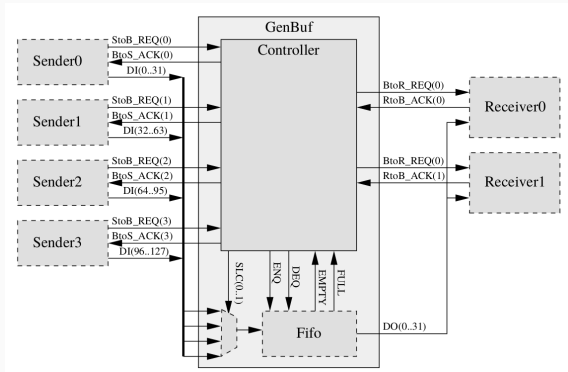 GenBuf
Controller
Sender0
StoB_REQ(0)
BtoS_ACK(0)
DI(0..31)
Sender1
StoB_REQ(1)
BtoS_ACK(1)
DI(32..63)
Sender2
StoB_REQ(2)
BtoS_ACK(2)
DI(64..95)
Sender3
StoB_REQ(3)
BtoS_ACK(3)
DI(96..127)
BtoR_REQ(0)
RtoB_ACK(0)
Receiver0
BtoR_REQ(0)
RtoB_ACK(1)
Receiver1
SLC(0..1)
ENQ
DEQ
EMPTY
FULL
Fifo
DO(0..31)